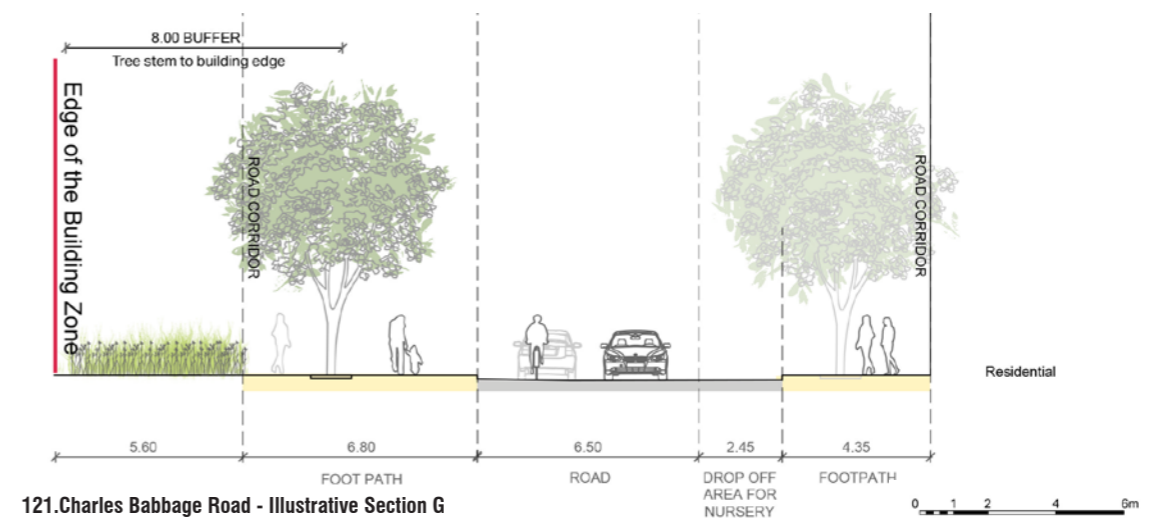 8.00 BUFFER
Tree stem to building edge
Edge of the Building Zone
ROAD CORRIDOR
ROAD CORRIDOR
Residential
5.60
6.80
6.50
2.45
4.35
FOOT PATH
ROAD
DROP OFF
AREA FOR
NURSERY
FOOTPATH
121.Charles Babbage Road - Illustrative Section G
0 1 2 4 6m